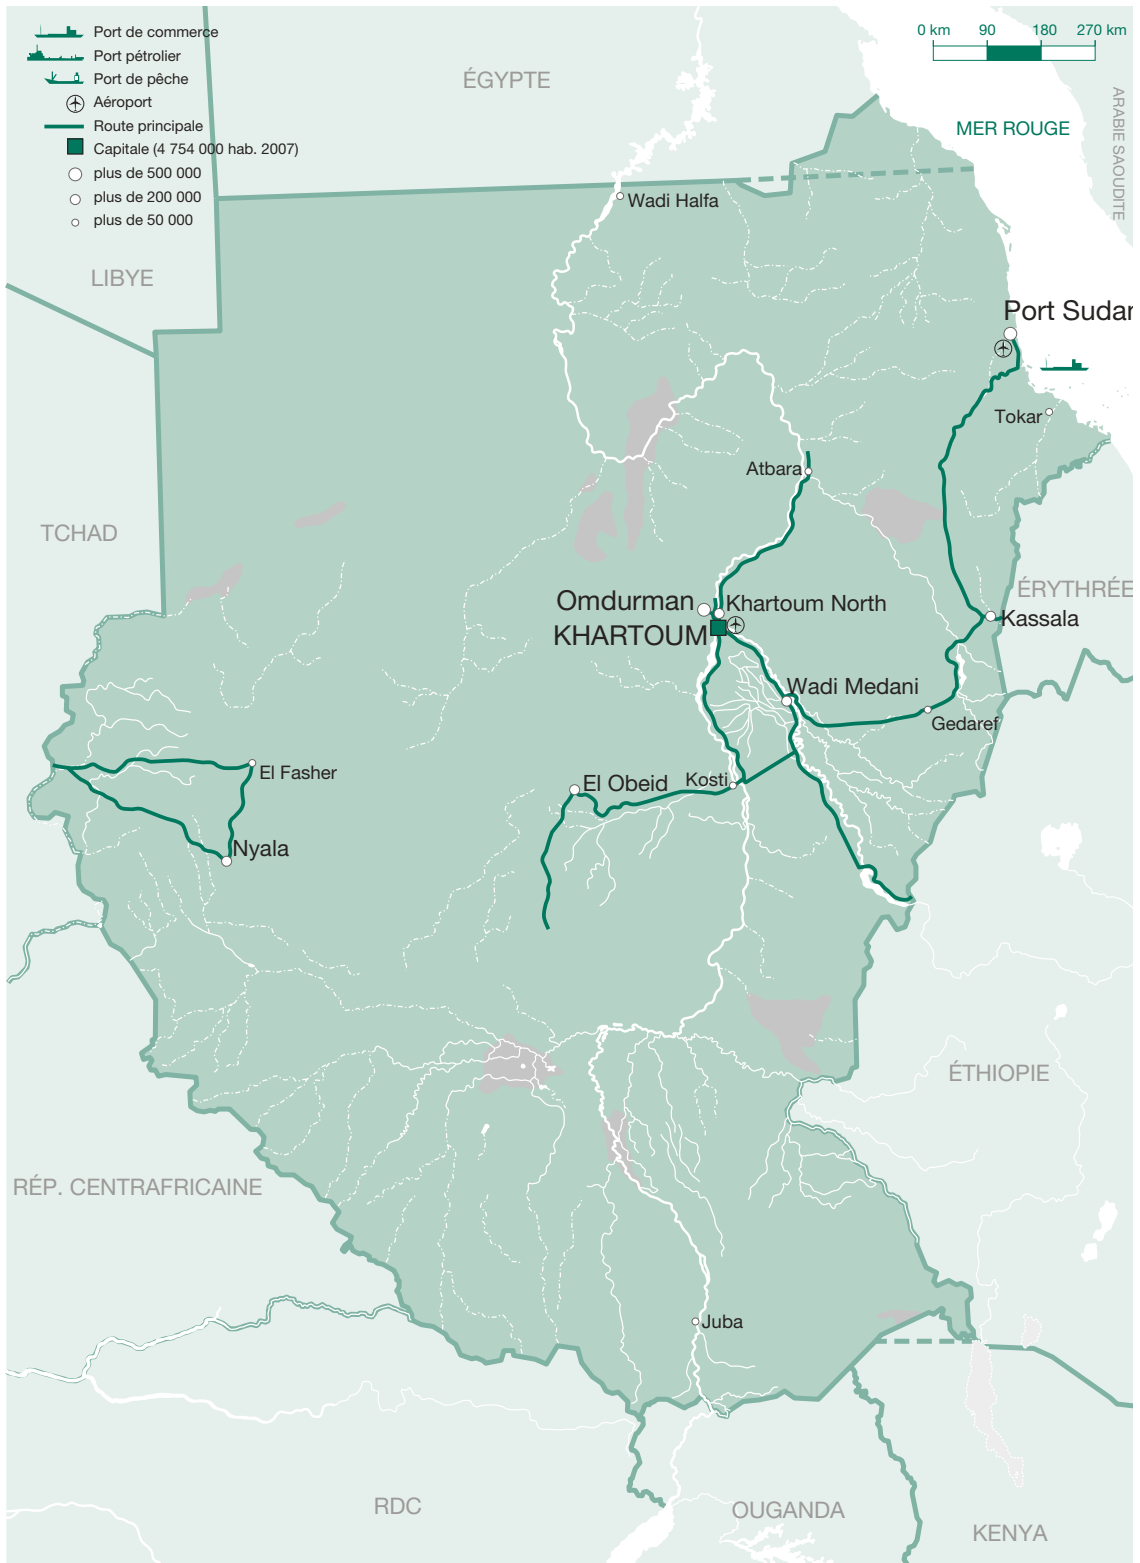 Port de commerce
Port pétrolier
Port de pêche
Aéroport
Route principale
Capitale (4 754 000 hab. 2007)
plus de 500 000
plus de 200 000
plus de 50 000
0 km 90 180 270 km
ÉGYPTE
MER ROUGE
ARABIE SAOUDITE
Wadi Halfa
LIBYE
Port Sudan
Tokar
Atbara
TCHAD
ÉRYTHRÉE
Omdurman
Khartoum North
Kassala
KHARTOUM
Wadi Medani
Gedaref
El Fasher
Kosti
El Obeid
Nyala
ÉTHIOPIE
RÉP. CENTRAFRICAINE
Juba
RDC
OUGANDA
KENYA